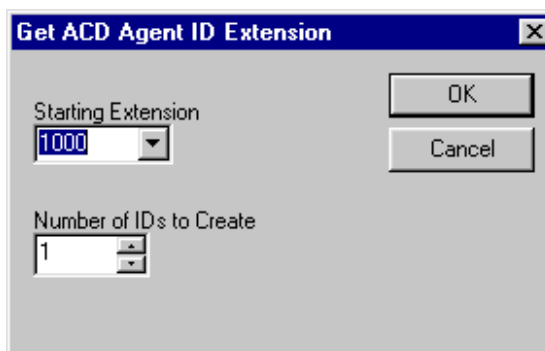 Get ACD Agent ID Extension
Starting Extension
1000
OK
Cancel
Number of IDs to Create
1